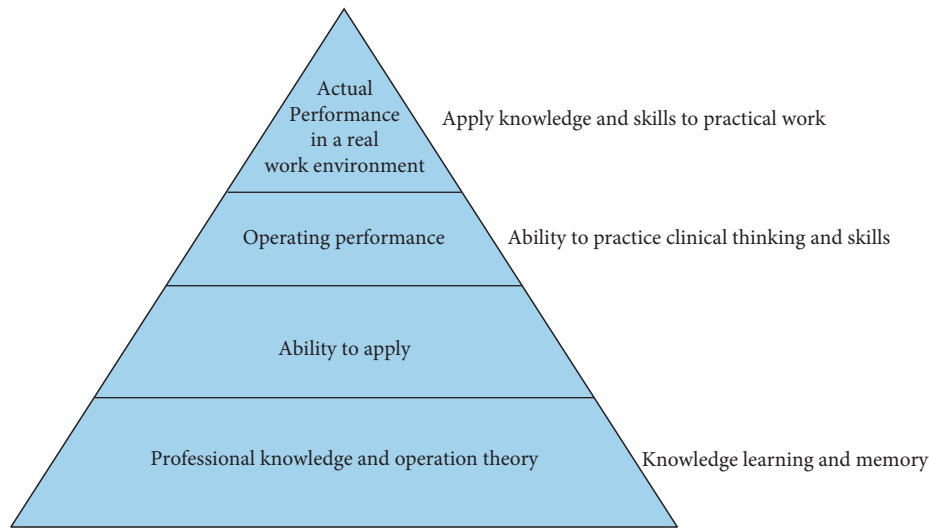 Actual
Performance
in a real
work environment
Apply knowledge and skills to practical work
Operating performance
Ability to practice clinical thinking and skills
Ability to apply
Professional knowledge and operation theory
Knowledge learning and memory